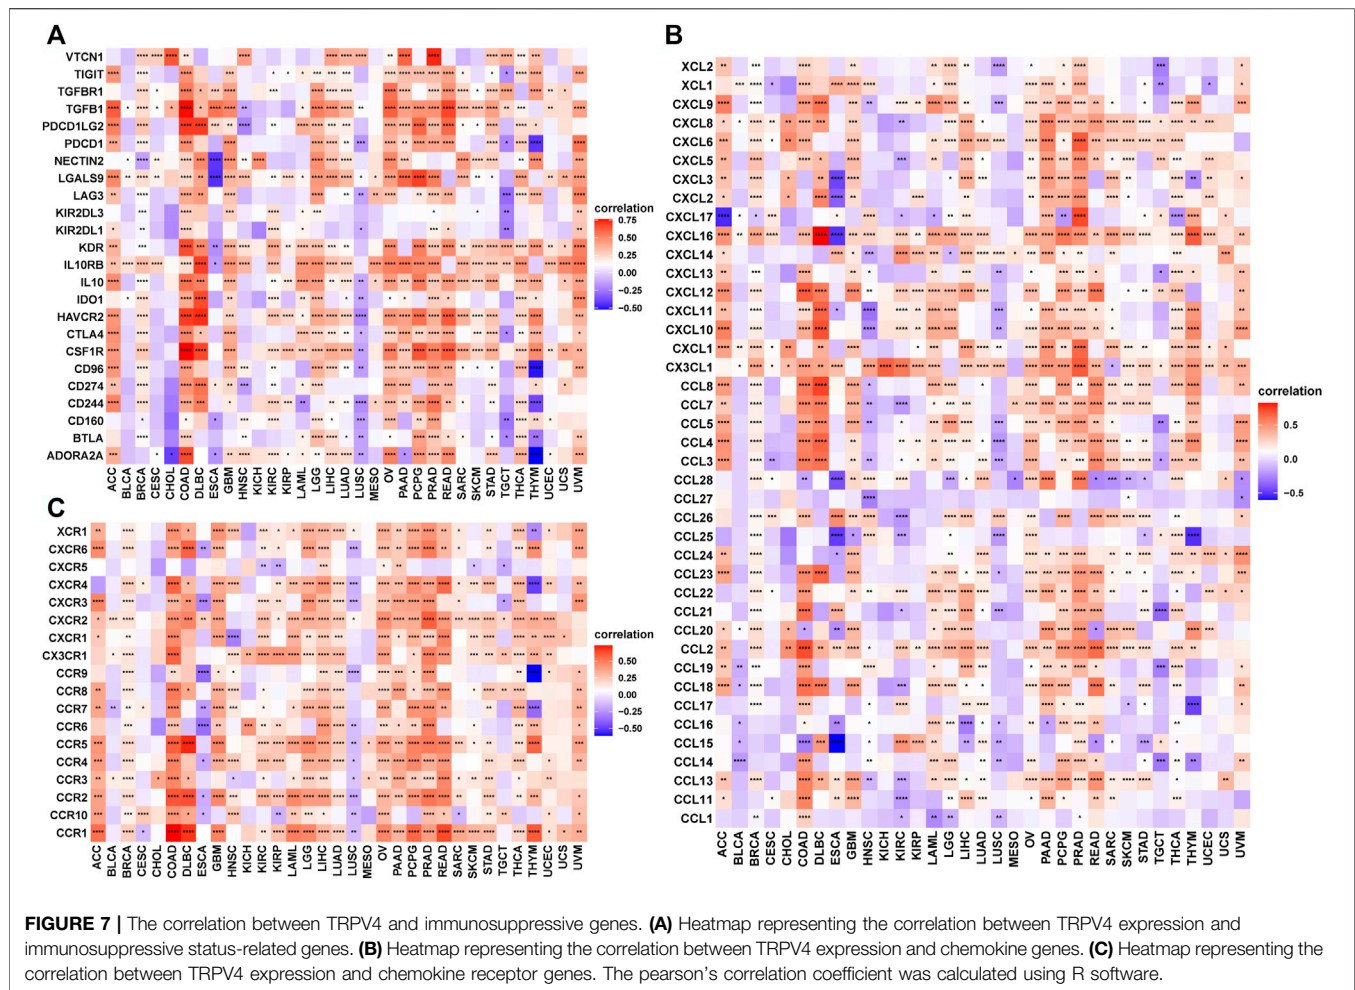 A
VTCN1
TIGIT
TGFBR1
TGFB1
PDCD1LG2
PDCD1
NECTIN2
LGALS9
LAG3
KIR2DL3
KIR2DL1
KDR
IL10RB
IL10
IDO1
HAVCR2
CTLA4
CSF1R
CD96
CD274
CD244
CD160
BTLA
ADORA2A
ACC BLCA BRCA CESC CHOL COAD DLBC ESCA GBM HNSC KICH KIRC KIRP LAML LGG LIHC LUAD LUSC MESO OV PAAD PCPG PRAD READ SARC SKCM STAD TGCT THCA THYM UCEC UCS UVM
correlation
0.75
0.50
0.25
0.00
−0.25
−0.50
B
XCL2
XCL1
CXCL9
CXCL8
CXCL6
CXCL5
CXCL3
CXCL2
CXCL17
CXCL16
CXCL14
CXCL13
CXCL12
CXCL11
CXCL10
CXCL1
CX3CL1
CCL8
CCL7
CCL5
CCL4
CCL3
CCL28
CCL27
CCL26
CCL25
CCL24
CCL23
CCL22
CCL21
CCL20
CCL2
CCL19
CCL18
CCL17
CCL16
CCL15
CCL14
CCL13
CCL11
CCL1
ACC BLCA BRCA CESC CHOL COAD DLBC ESCA GBM HNSC KICH KIRC KIRP LAML LGG LIHC LUAD LUSC MESO OV PAAD PCPG PRAD READ SARC SKCM STAD TGCT THCA THYM UCEC UCS UVM
correlation
0.5
0.0
−0.5
C
XCR1
CXCR6
CXCR5
CXCR4
CXCR3
CXCR2
CXCR1
CX3CR1
CCR9
CCR8
CCR7
CCR6
CCR5
CCR4
CCR3
CCR2
CCR10
CCR1
ACC BLCA BRCA CESC CHOL COAD DLBC ESCA GBM HNSC KICH KIRC KIRP LAML LGG LIHC LUAD LUSC MESO OV PAAD PCPG PRAD READ SARC SKCM STAD TGCT THCA THYM UCEC UCS UVM
correlation
0.50
0.25
0.00
−0.25
−0.50
FIGURE 7 | The correlation between TRPV4 and immunosuppressive genes. (A) Heatmap representing the correlation between TRPV4 expression and
immunosuppressive status-related genes. (B) Heatmap representing the correlation between TRPV4 expression and chemokine genes. (C) Heatmap representing the
correlation between TRPV4 expression and chemokine receptor genes. The pearson's correlation coefficient was calculated using R software.